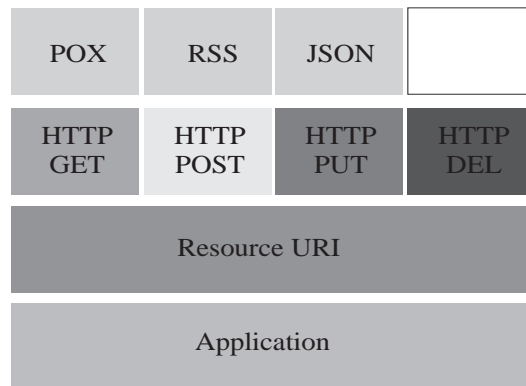 POX RSS JSON
HTTP HTTP HTTP HTTP
GET POST PUT DEL
Resource URI
Application